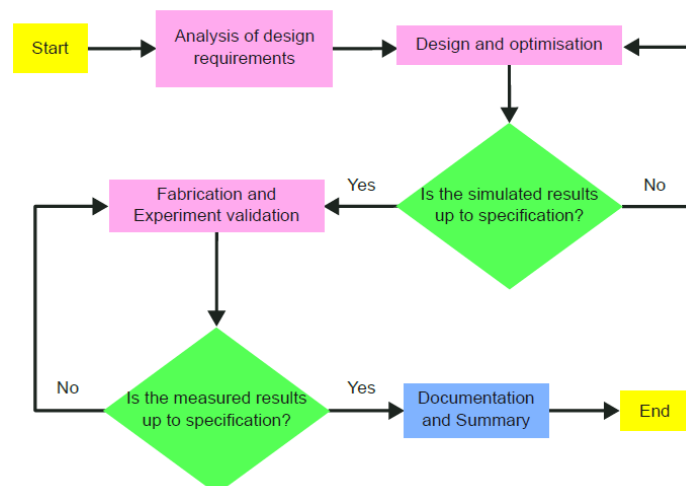 Start
Analysis of design
requirements
Design and optimisation
Is the simulated results
up to specification?
No
Yes
Fabrication and
Experiment validation
Is the measured results
up to specification?
No
Yes
Documentation
and Summary
End